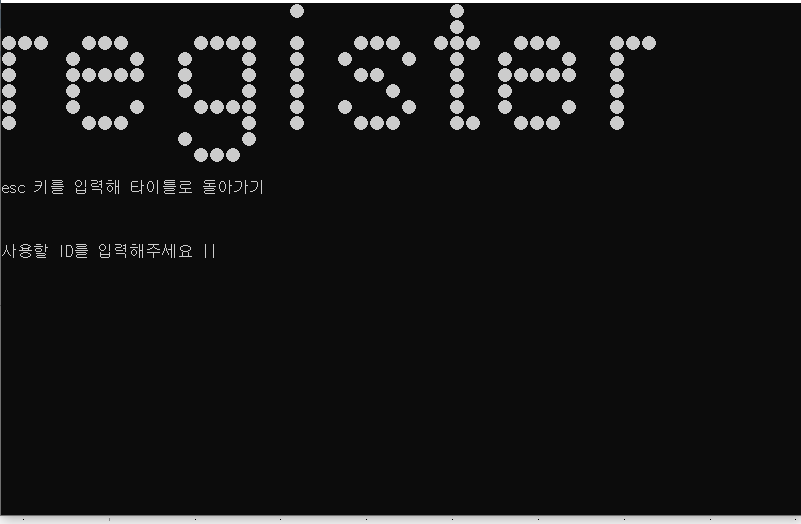 register
esc 키를 입력해 타이틀로 돌아가기
사용할 ID를 입력해주세요 ||